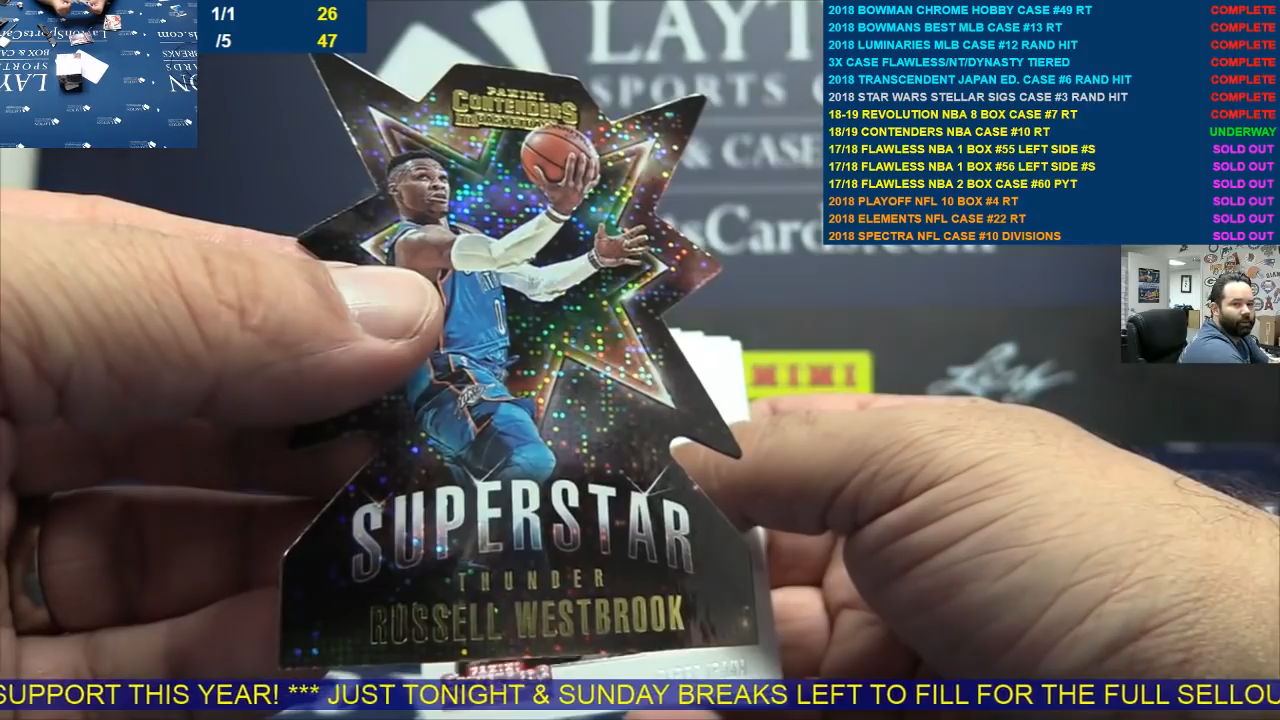 1/1 26
/5 47
2018 BOWMAN CHROME HOBBY CASE #49 RT COMPLETE
2018 BOWMANS BEST MLB CASE #13 RT COMPLETE
2018 LUMINARIES MLB CASE #12 RAND HIT COMPLETE
3X CASE FLAWLESS/NT/DYNASTY TIERED COMPLETE
2018 TRANSCENDENT JAPAN ED. CASE #6 RAND HIT COMPLETE
2018 STAR WARS STELLAR SIGS CASE #3 RAND HIT COMPLETE
18-19 REVOLUTION NBA 8 BOX CASE #7 RT COMPLETE
18/19 CONTENDERS NBA CASE #10 RT UNDERWAY
17/18 FLAWLESS NBA 1 BOX #55 LEFT SIDE #S SOLD OUT
17/18 FLAWLESS NBA 1 BOX #56 LEFT SIDE #S SOLD OUT
17/18 FLAWLESS NBA 2 BOX CASE #60 PYT SOLD OUT
2018 PLAYOFF NFL 10 BOX #4 RT SOLD OUT
2018 ELEMENTS NFL CASE #22 RT SOLD OUT
2018 SPECTRA NFL CASE #10 DIVISIONS SOLD OUT
LAYT
SPORTS
& CASE
sCar
PANINI
CONTENDERS
Leaf
SUPERSTAR
THUNDER
RUSSELL WESTBROOK
PANINI
SUPPORT THIS YEAR! *** JUST TONIGHT & SUNDAY BREAKS LEFT TO FILL FOR THE FULL SELLOU